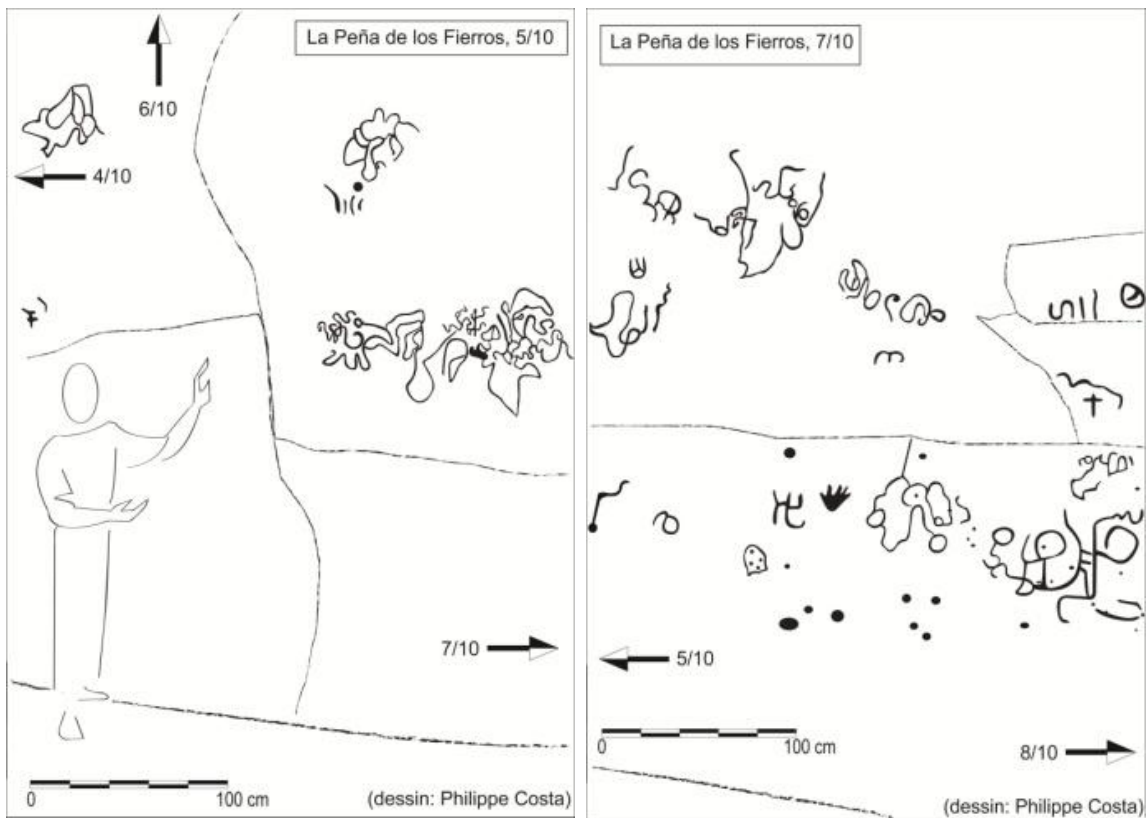 La Peña de los Fierros, 5/10
6/10
4/10
7/10
0 100 cm
(dessin: Philippe Costa)
La Peña de los Fierros, 7/10
5/10
0 100 cm
8/10
(dessin: Philippe Costa)